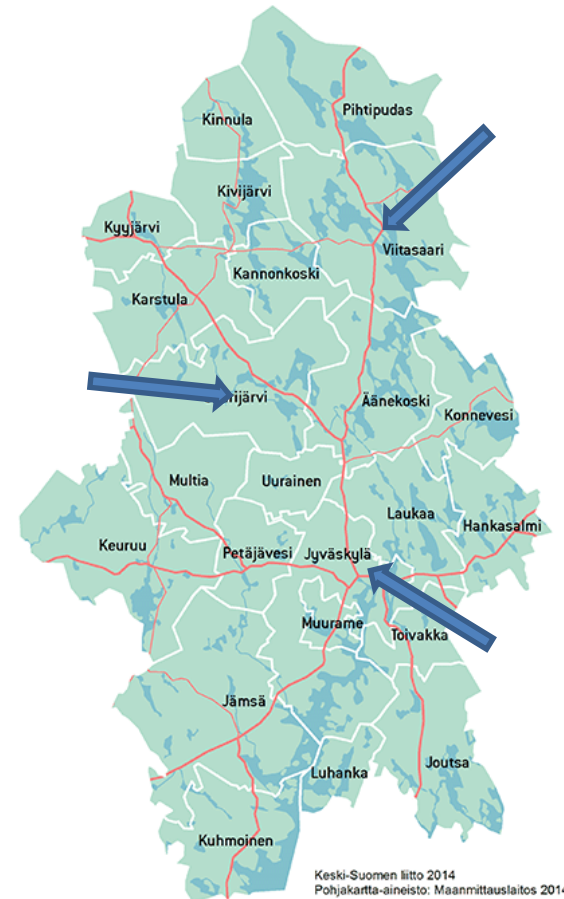 Pihtipudas
Kinnula
Kivijärvi
Kyyjärvi
Viitasaari
Kannonkoski
Karstula
rijärvi
Äänekoski
Konnevesi
Multia
Uurainen
Laukaa
Hankasalmi
Keuruu
Petäjävesi
Jyväskylä
Muurame
Toivakka
Jämsä
Joutsa
Luhanka
Kuhmoinen
Keski-Suomen liitto 2014
Pohjakartta-aineisto: Maanmittauslaitos 2014